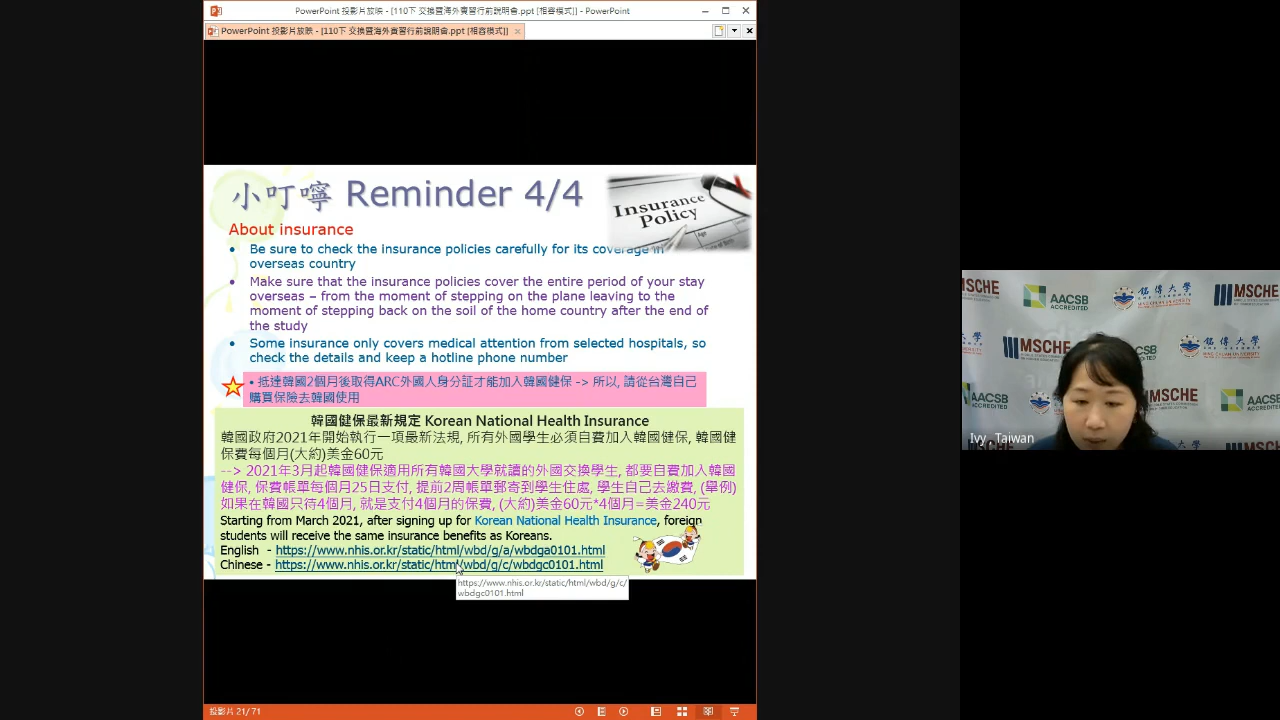 PowerPoint 投影片放映 - [110下 交換暨海外實習行前說明會.ppt [相容模式]] - PowerPoint
PowerPoint 投影片放映 - [110下 交換暨海外實習行前說明會.ppt [相容模式]]
小叮嚀 Reminder 4/4
Insurance
Policy
About insurance
• Be sure to check the insurance policies carefully for its coverage in
overseas country
• Make sure that the insurance policies cover the entire period of your stay
overseas – from the moment of stepping on the plane leaving to the
moment of stepping back on the soil of the home country after the end of
the study
• Some insurance only covers medical attention from selected hospitals, so
check the details and keep a hotline phone number
• 抵達韓國2個月後取得ARC外國人身分証才能加入韓國健保 -> 所以, 請從台灣自己
購買保險去韓國使用
韓國健保最新規定 Korean National Health Insurance
韓國政府2021年開始執行一項最新法規, 所有外國學生必須自費加入韓國健保, 韓國健
保費每個月(大約)美金60元
--> 2021年3月起韓國健保適用所有韓國大學就讀的外國交換學生, 都要自費加入韓國
健保, 保費帳單每個月25日支付, 提前2周帳單郵寄到學生住處, 學生自己去繳費, (舉例)
如果在韓國只待4個月, 就是支付4個月的保費, (大約)美金60元*4個月=美金240元
Starting from March 2021, after signing up for Korean National Health Insurance, foreign
students will receive the same insurance benefits as Koreans.
English - https://www.nhis.or.kr/static/html/wbd/g/a/wbdga0101.html
Chinese - https://www.nhis.or.kr/static/html/wbd/g/c/wbdgc0101.html
https://www.nhis.or.kr/static/html/wbd/g/c/
wbdgc0101.html
投影片 21/71
MSCHE
AACSB
ACCREDITED
銘傳大學
MING CHUAN UNIVERSITY
MSCHE
MSCHE
銘傳大學
AACSB
Ivy , Taiwan